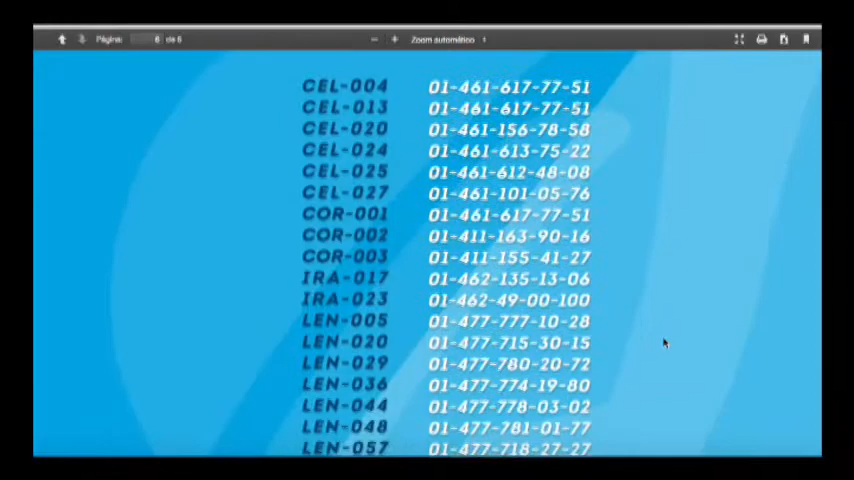 Página: 6 de 6 Zoom automático
CEL-004 01-461-617-77-51
CEL-013 01-461-617-77-51
CEL-020 01-461-156-78-58
CEL-024 01-461-613-75-22
CEL-025 01-461-612-48-08
CEL-027 01-461-101-05-76
COR-001 01-461-617-77-51
COR-002 01-411-163-90-16
COR-003 01-411-155-41-27
IRA-017 01-462-135-13-06
IRA-023 01-462-49-00-100
LEN-005 01-477-777-10-28
LEN-020 01-477-715-30-15
LEN-029 01-477-780-20-72
LEN-036 01-477-774-19-80
LEN-044 01-477-778-03-02
LEN-048 01-477-781-01-77
LEN-057 01-477-718-27-27